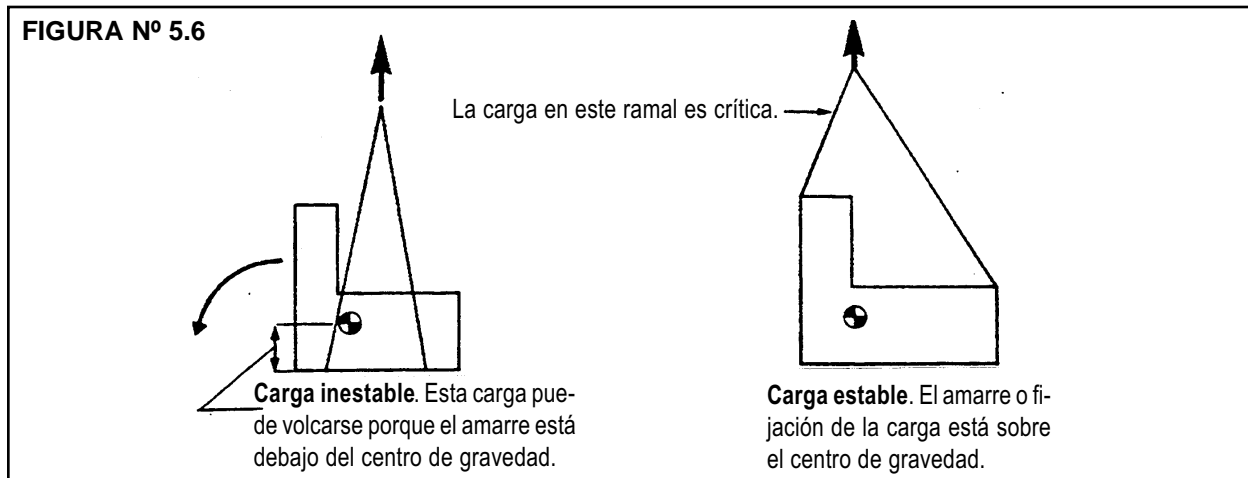 FIGURA Nº 5.6
La carga en este ramal es crítica.
Carga inestable. Esta carga pue-
de volcarse porque el amarre está
debajo del centro de gravedad.
Carga estable. El amarre o fi-
jación de la carga está sobre
el centro de gravedad.